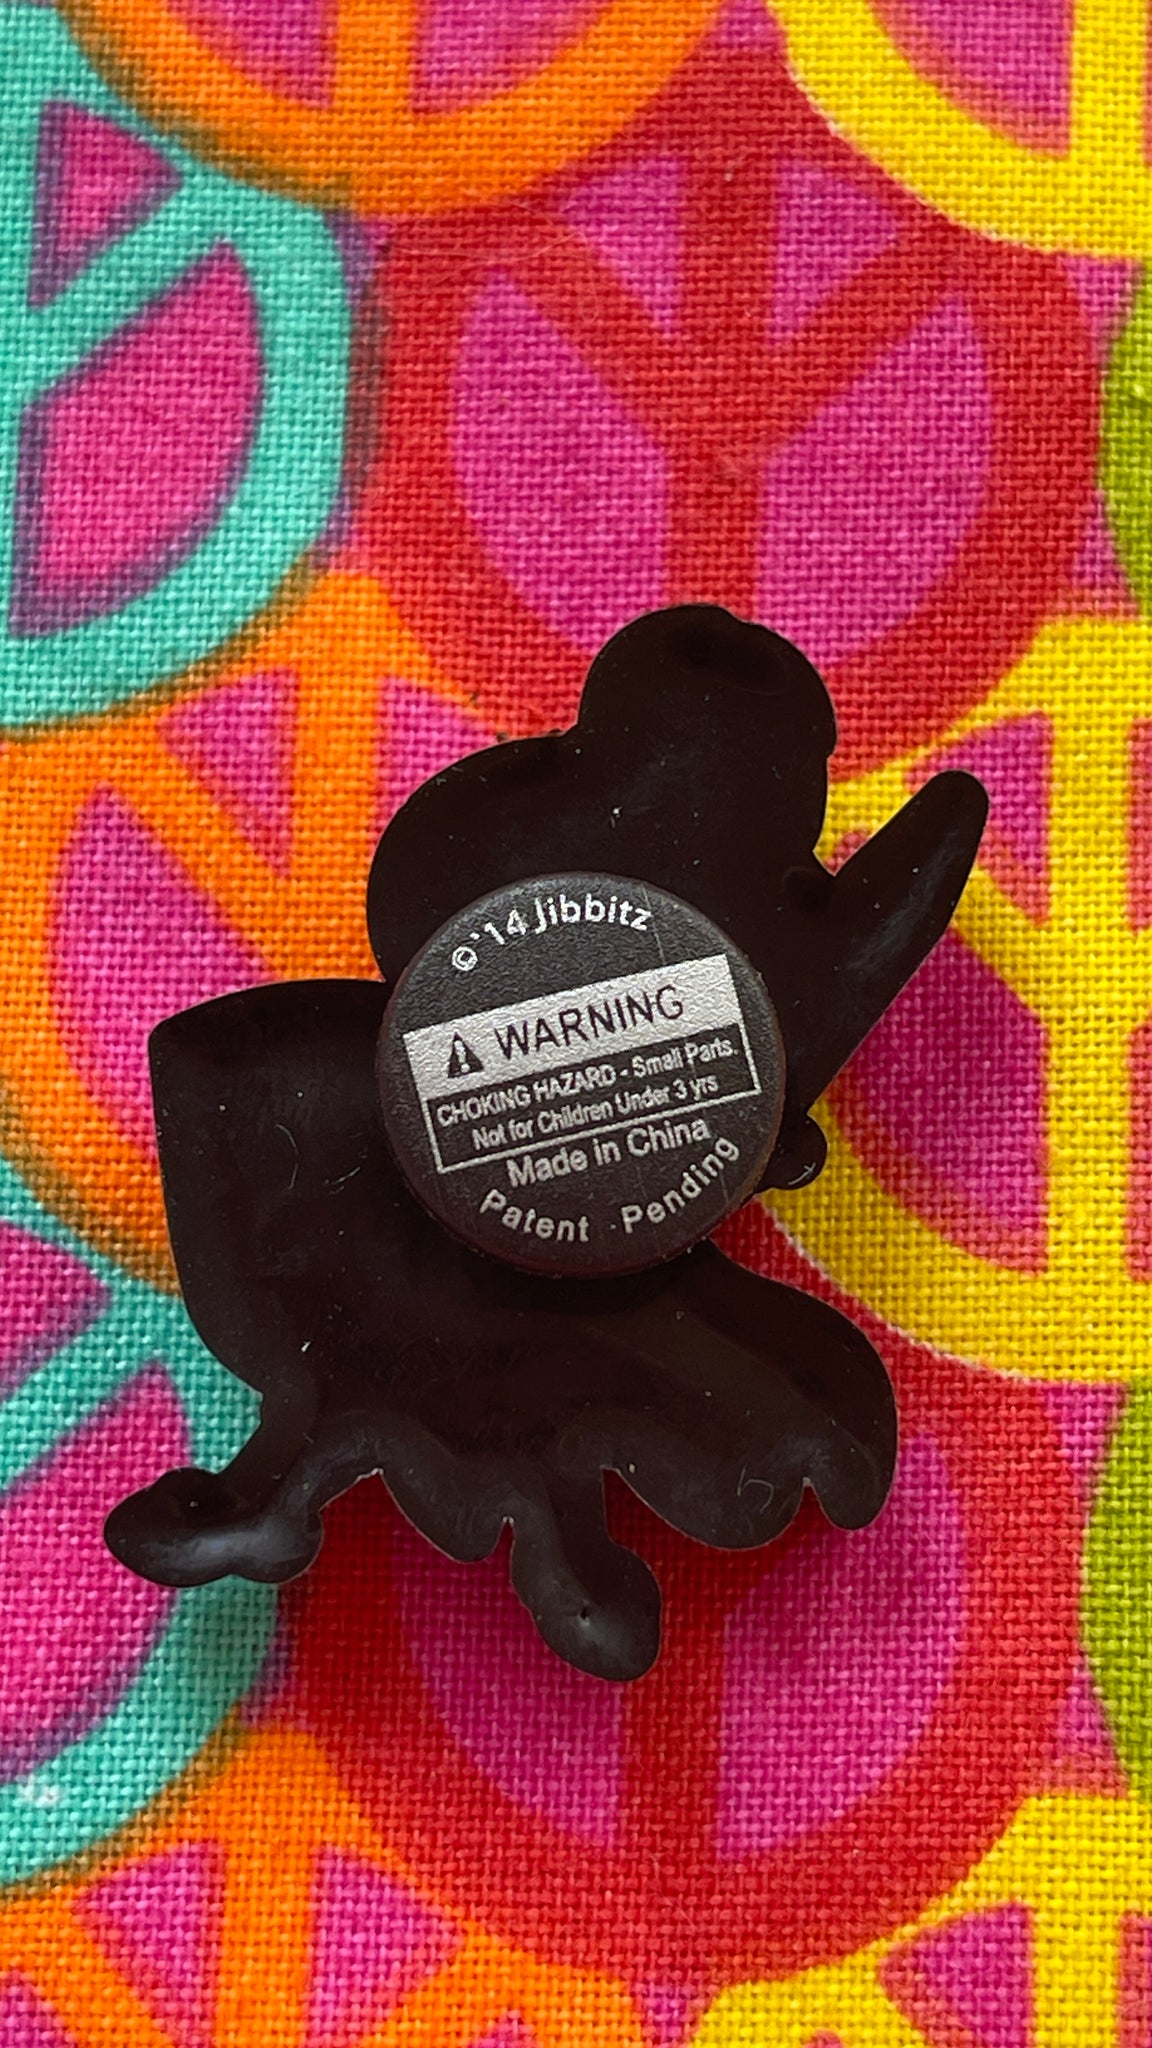 © '14 Jibbitz
WARNING
CHOKING HAZARD - Small Parts.
Not for Children Under 3 yrs
Made in China
Patent · Pending